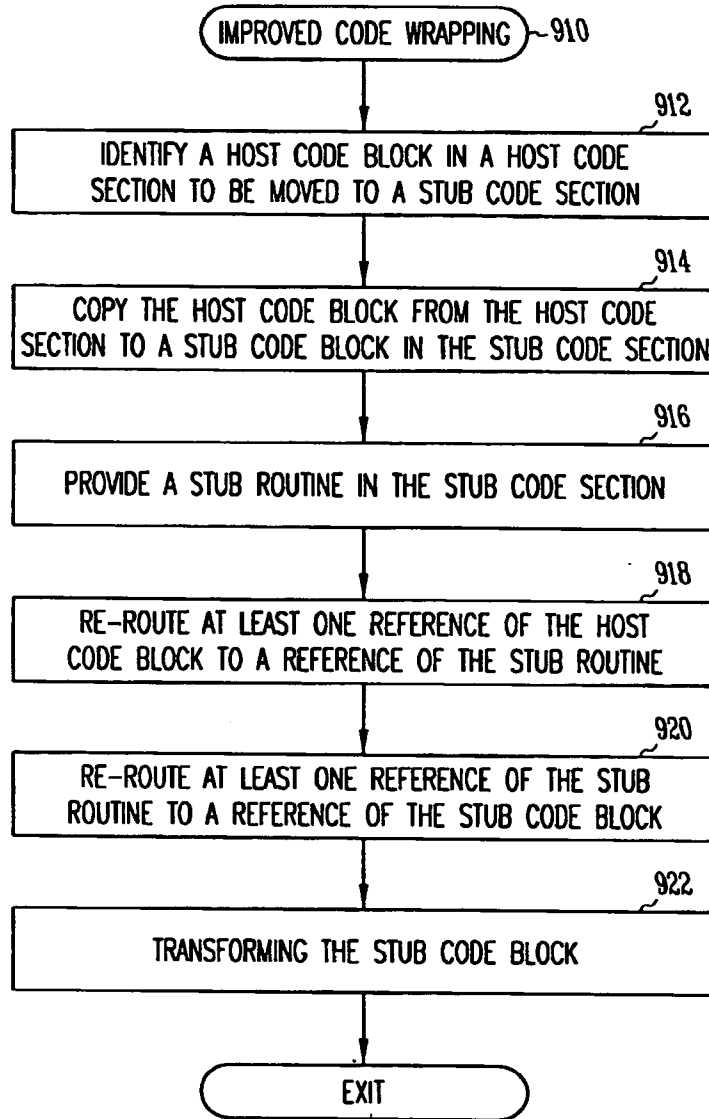 IMPROVED CODE WRAPPING
910
912
IDENTIFY A HOST CODE BLOCK IN A HOST CODE
SECTION TO BE MOVED TO A STUB CODE SECTION
914
COPY THE HOST CODE BLOCK FROM THE HOST CODE
SECTION TO A STUB CODE BLOCK IN THE STUB CODE SECTION
916
PROVIDE A STUB ROUTINE IN THE STUB CODE SECTION
918
RE-ROUTE AT LEAST ONE REFERENCE OF THE HOST
CODE BLOCK TO A REFERENCE OF THE STUB ROUTINE
920
RE-ROUTE AT LEAST ONE REFERENCE OF THE STUB
ROUTINE TO A REFERENCE OF THE STUB CODE BLOCK
922
TRANSFORMING THE STUB CODE BLOCK
EXIT